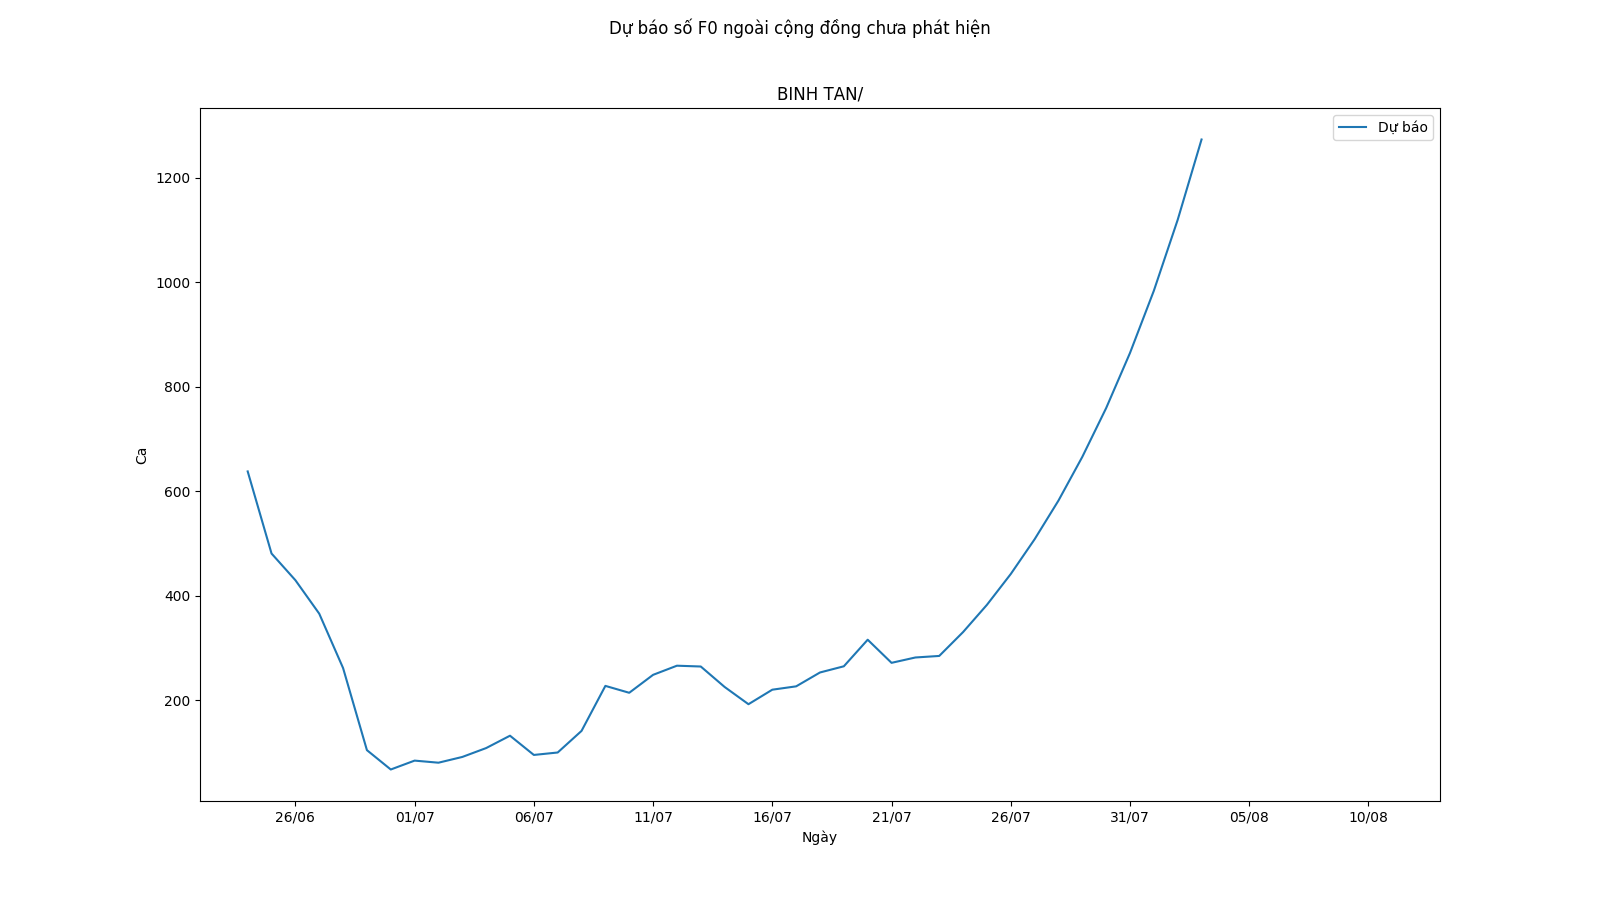 Dự báo số F0 ngoài cộng đồng chưa phát hiện
BINH TAN/
Dự báo
1200
1000
800
600
400
200
Ca
26/06 01/07 06/07 11/07 16/07 21/07 26/07 31/07 05/08 10/08
Ngày